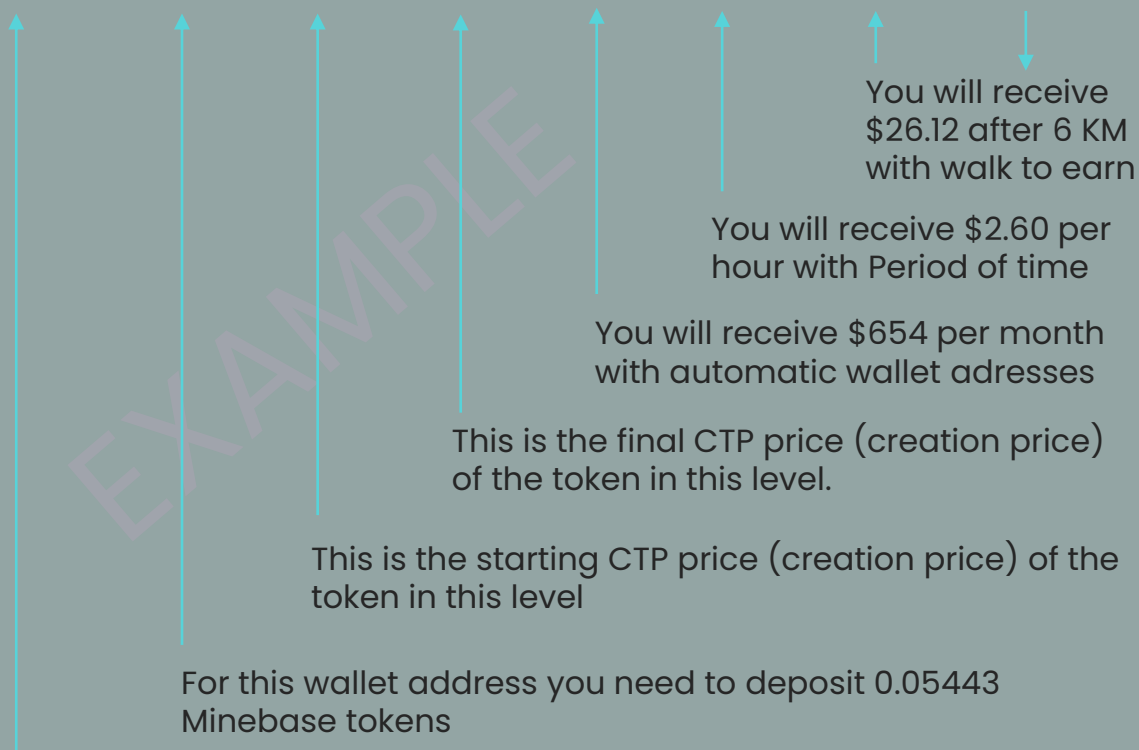 You will receive
$26.12 after 6 KM
with walk to earn
You will receive $2.60 per
hour with Period of time
You will receive $654 per month
with automatic wallet adresses
This is the final CTP price (creation price)
of the token in this level.
This is the starting CTP price (creation price) of the
token in this level
For this wallet address you need to deposit 0.05443
Minebase tokens
EXAMPLE